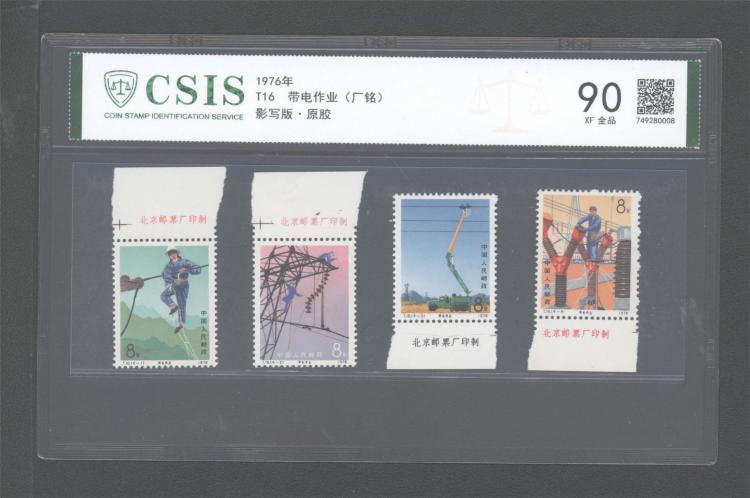 CSIS
COIN STAMP IDENTIFICATION SERVICE
1976年
T16 带电作业（厂铭）
影写版·原胶
90
XF 全品
749280008
北京邮票厂印制
北京邮票厂印制
中国人民邮政
8分
1976
中国人民邮政
8分
1976
中国人民邮政
8分
1976
北京邮票厂印制
8分
中国人民邮政
1976
北京邮票厂印制